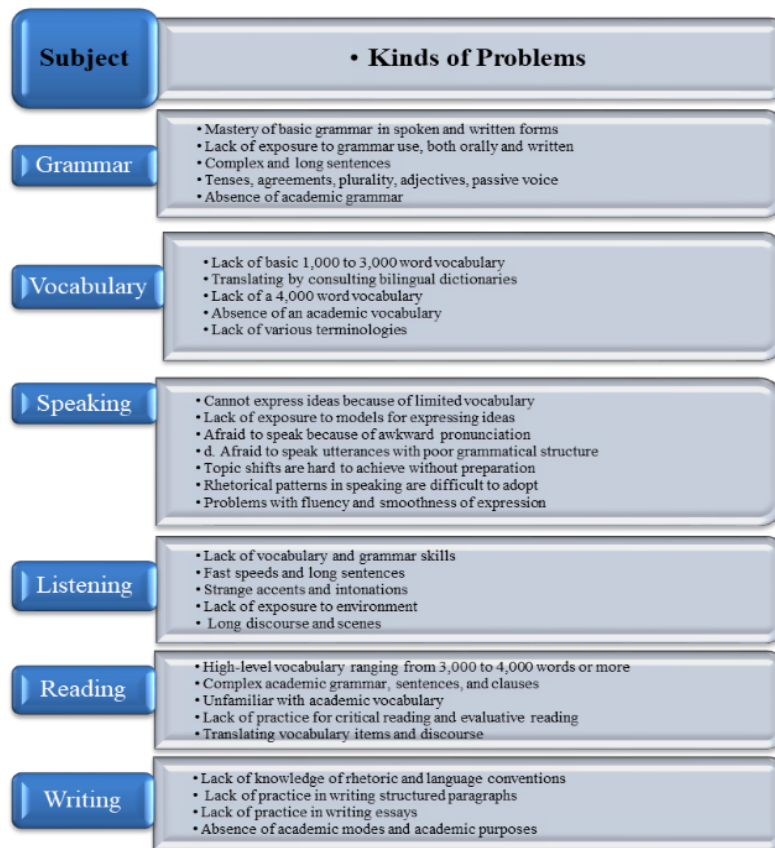 Subject
• Kinds of Problems
Grammar
• Mastery of basic grammar in spoken and written forms
• Lack of exposure to grammar use, both orally and written
• Complex and long sentences
• Tenses, agreements, plurality, adjectives, passive voice
• Absence of academic grammar
Vocabulary
• Lack of basic 1,000 to 3,000 word vocabulary
• Translating by consulting bilingual dictionaries
• Lack of a 4,000 word vocabulary
• Absence of an academic vocabulary
• Lack of various terminologies
Speaking
• Cannot express ideas because of limited vocabulary
• Lack of exposure to models for expressing ideas
• Afraid to speak because of awkward pronunciation
• d. Afraid to speak utterances with poor grammatical structure
• Topic shifts are hard to achieve without preparation
• Rhetorical patterns in speaking are difficult to adopt
• Problems with fluency and smoothness of expression
Listening
• Lack of vocabulary and grammar skills
• Fast speeds and long sentences
• Strange accents and intonations
• Lack of exposure to environment
• Long discourse and scenes
Reading
• High-level vocabulary ranging from 3,000 to 4,000 words or more
• Complex academic grammar, sentences, and clauses
• Unfamiliar with academic vocabulary
• Lack of practice for critical reading and evaluative reading
• Translating vocabulary items and discourse
Writing
• Lack of knowledge of rhetoric and language conventions
• Lack of practice in writing structured paragraphs
• Lack of practice in writing essays
• Absence of academic modes and academic purposes